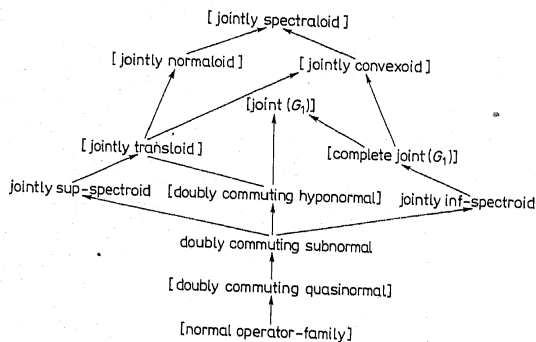 [jointly spectraloid]
[jointly normaloid]
[jointly convexoid]
[joint (G₁)]
[jointly transloid]
[complete joint (G₁)]
jointly sup-spectroid
[doubly commuting hyponormal]
jointly inf-spectroid
doubly commuting subnormal
[doubly commuting quasinormal]
[normal operator-family]